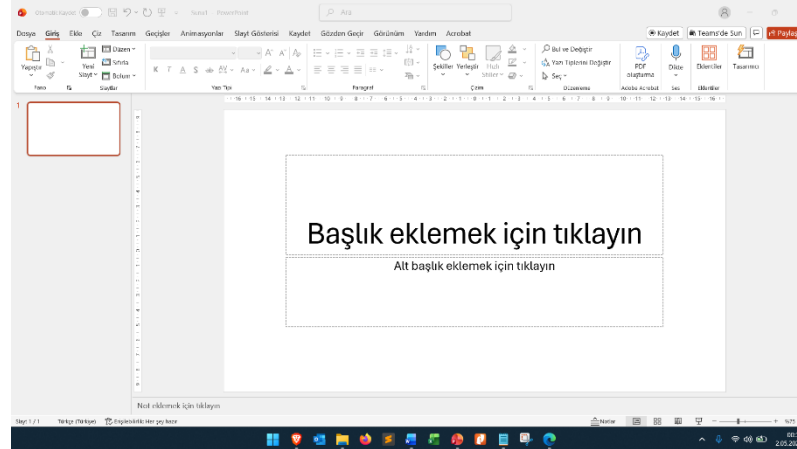 Otomatik Kaydet
Ara
Dosya Giriş Ekle Çiz Tasarım Geçişler Animasyonlar Slayt Gösterisi Kaydet Gözden Geçir Görünüm Yardım Acrobat
Kaydet
Teams'de Sun
Yapıştır
Yeni
Slayt
Düzen
Sıfırla
Bölüm
K T A S ab
Aa
A
Şekiller Yerleştir Hızlı
Stiller
Bul ve Değiştir
Yazı Tiplerini Değiştir
Seç
PDF
oluşturma
Dikte
Eklentiler
Tasarımcı
Pano
Slaytlar
Yazı Tipi
Paragraf
Çizim
Düzenleme
Adobe Acrobat
Ses
Eklentiler
1
Başlık eklemek için tıklayın
Alt başlık eklemek için tıklayın
Not eklemek için tıklayın
Slayt 1 / 1
Türkçe (Türkiye)
Erişilebilirlik: Her şey hazır
Notlar
%75